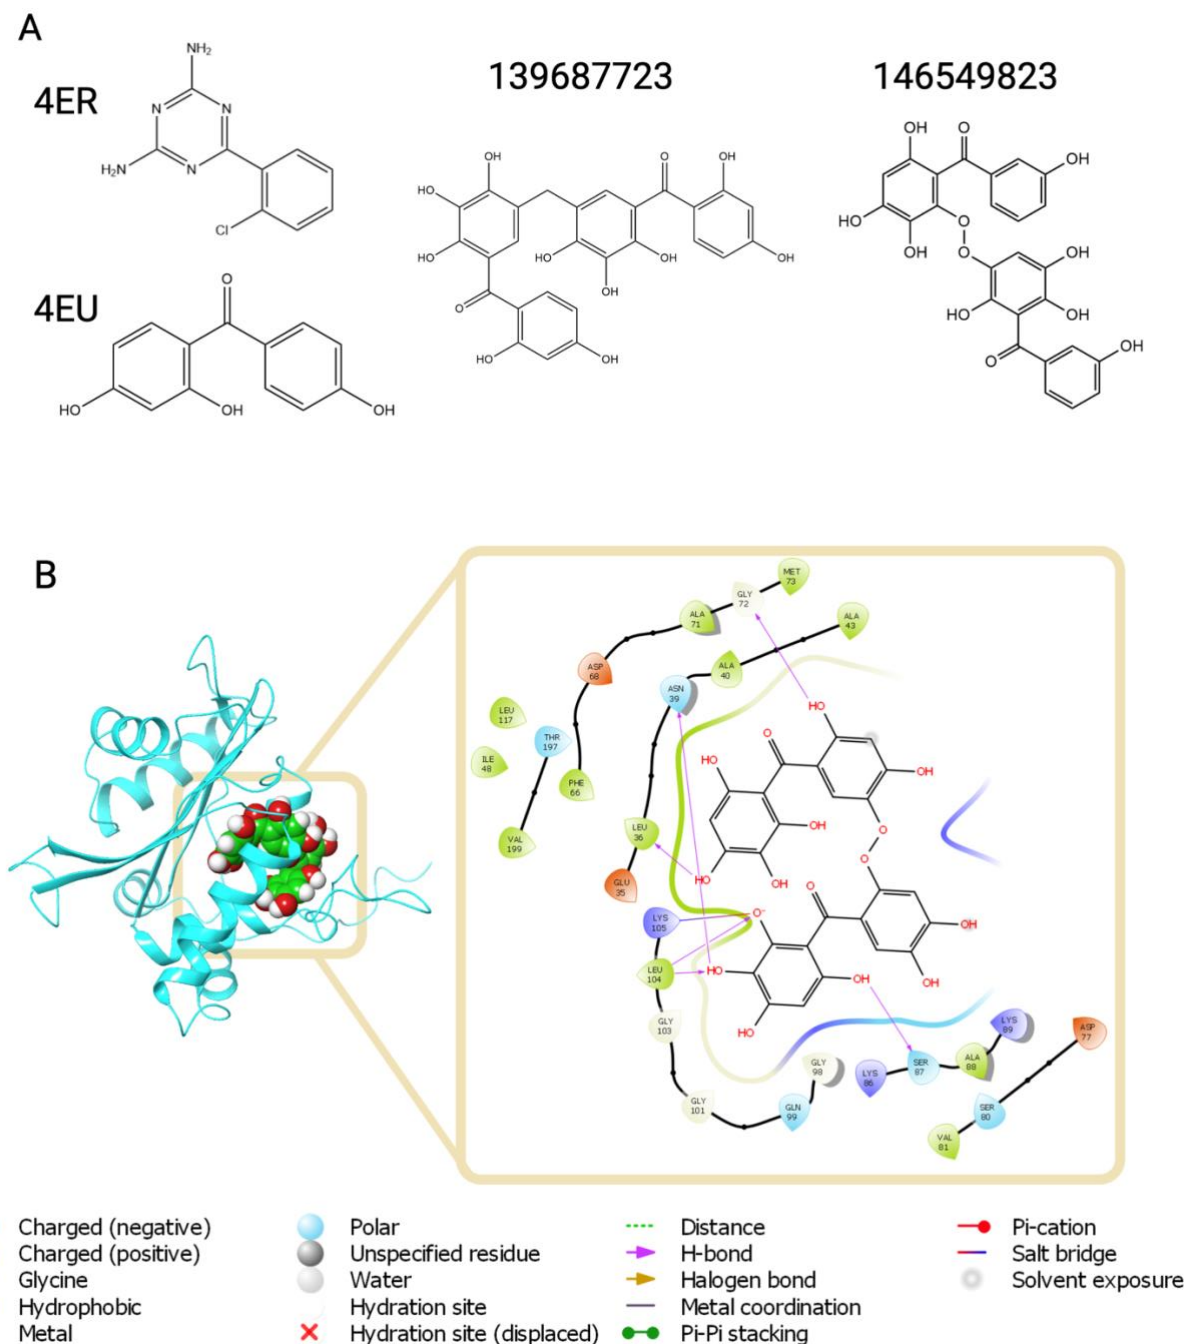 A
4ER
NH₂
N
N
H₂N
N
Cl
4EU
O
HO
OH
OH
139687723
OH
O
OH
HO
HO
HO
OH
OH
OH
O
HO
OH
146549823
OH
O
OH
HO
OH
O
O
OH
HO
OH
O
OH
B
MET
73
GLY
72
ALA
71
ALA
43
ASP
68
ALA
40
ASN
39
LEU
117
THR
197
ILE
48
PHE
66
VAL
199
LEU
36
GLU
35
LYS
105
LEU
104
GLY
103
GLY
101
GLN
99
GLY
98
LYS
86
SER
87
ALA
88
LYS
89
ASP
77
SER
80
VAL
81
HO
O
HO
OH
OH
HO
OH
O
O
O
O⁻
HO
OH
OH
OH
HO
Charged (negative)
Charged (positive)
Glycine
Hydrophobic
Metal
Polar
Unspecified residue
Water
Hydration site
Hydration site (displaced)
Distance
H-bond
Halogen bond
Metal coordination
Pi-Pi stacking
Pi-cation
Salt bridge
Solvent exposure